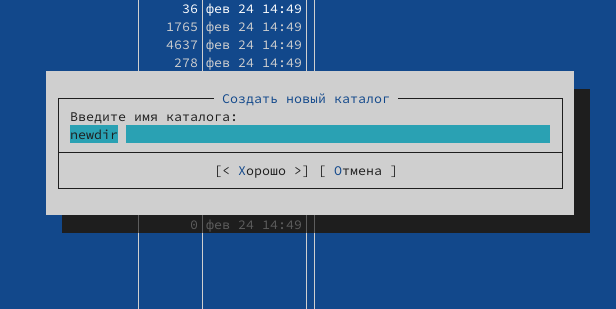 36 фев 24 14:49
1765 фев 24 14:49
4637 фев 24 14:49
278 фев 24 14:49
Создать новый каталог
Введите имя каталога:
newdir
[< Хорошо >] [ Отмена ]
0 фев 24 14:49